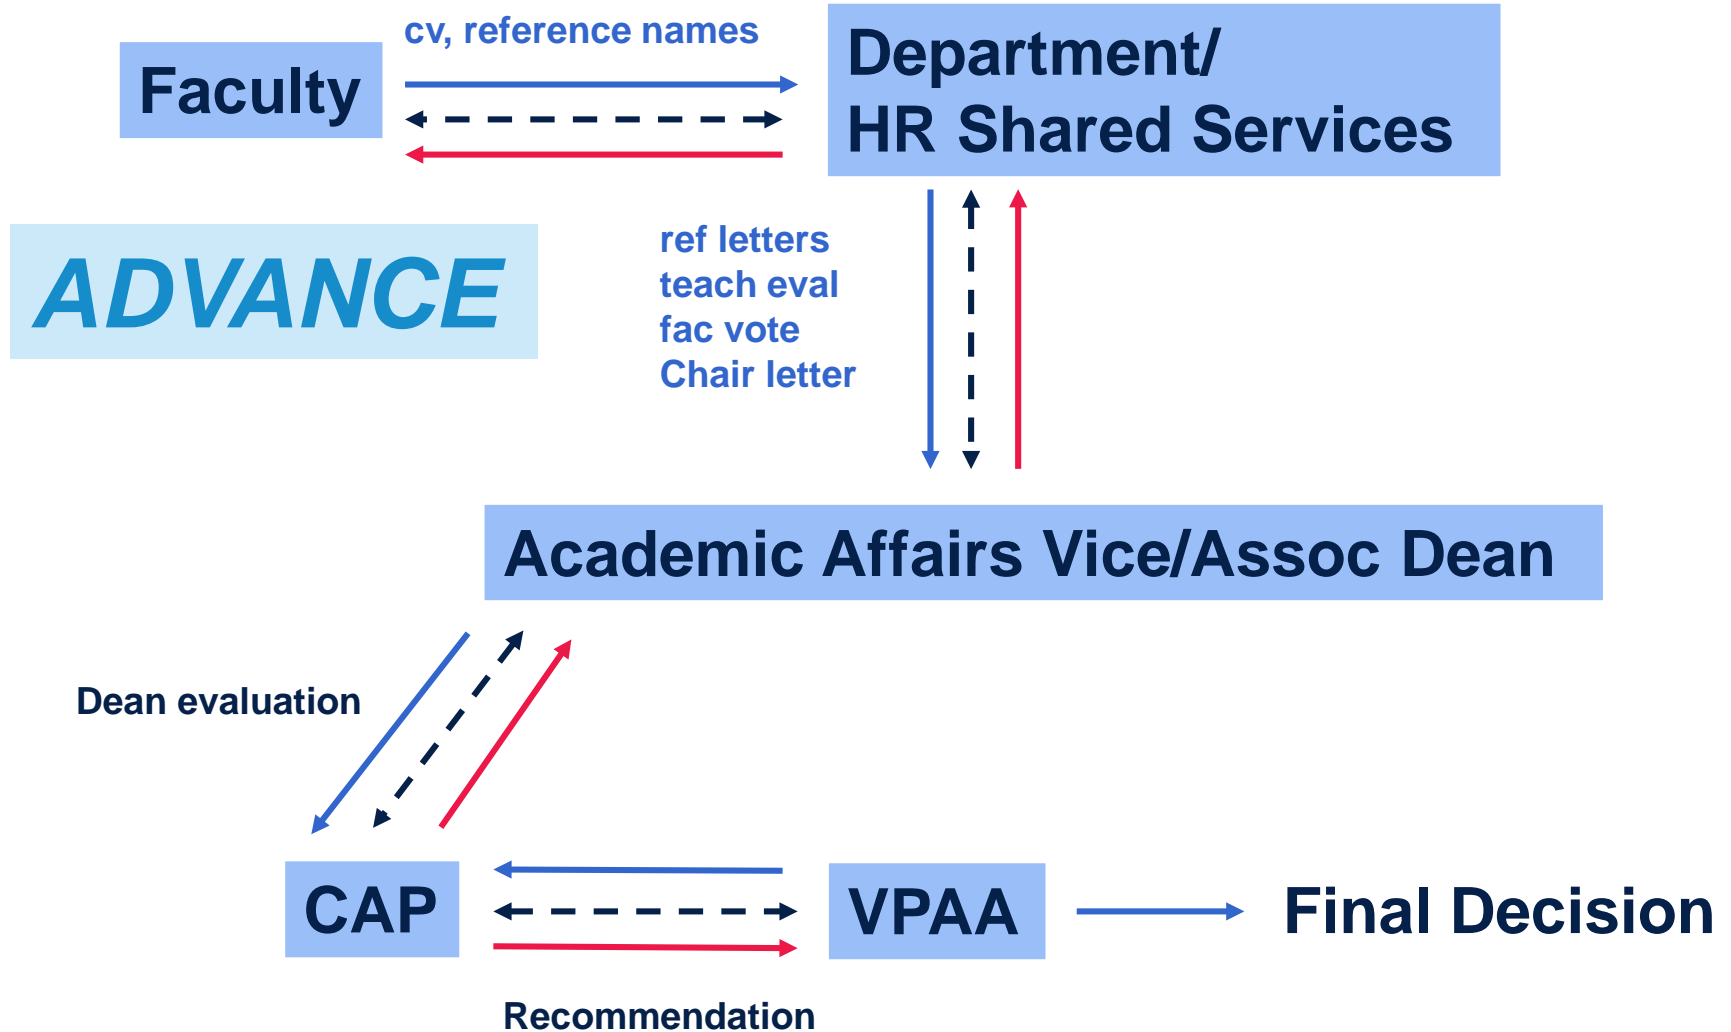 cv, reference names
Faculty
Department/
HR Shared Services
ADVANCE
ref letters
teach eval
fac vote
Chair letter
Academic Affairs Vice/Assoc Dean
Dean evaluation
CAP
VPAA
Final Decision
Recommendation